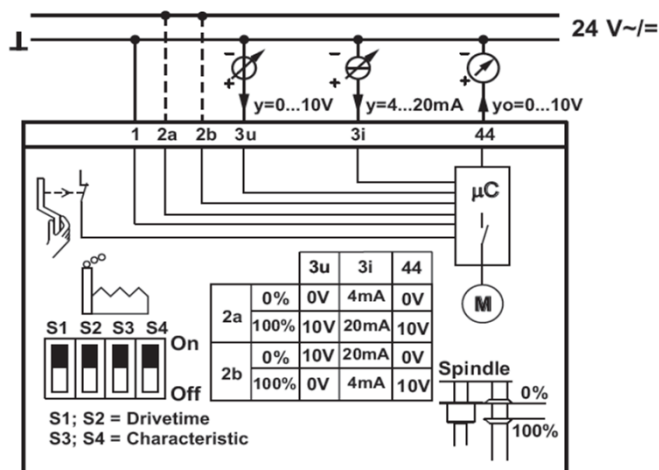 ⊥ 24 V~/=
y=0...10V y=4...20mA yo=0...10V
1 2a 2b 3u 3i 44
µC
M
3u 3i 44
2a 0% 0V 4mA 0V
100% 10V 20mA 10V
2b 0% 10V 20mA 0V
100% 0V 4mA 10V
S1 S2 S3 S4
On
Off
S1; S2 = Drivetime
S3; S4 = Characteristic
Spindle
0%
100%